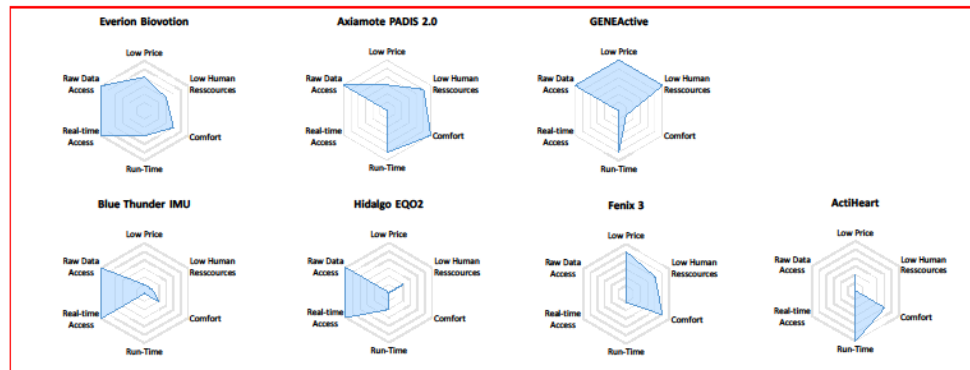 Everion Biovotion
Low Price
Raw Data
Access
Low Human
Resscources
Real-time
Access
Comfort
Run-Time
Axiamote PADIS 2.0
Low Price
Raw Data
Access
Low Human
Resscources
Real-time
Access
Comfort
Run-Time
GENEActive
Low Price
Raw Data
Access
Low Human
Resscources
Real-time
Access
Comfort
Run-Time
Blue Thunder IMU
Low Price
Raw Data
Access
Low Human
Resscources
Real-time
Access
Comfort
Run-Time
Hidalgo EQO2
Low Price
Raw Data
Access
Low Human
Resscources
Real-time
Access
Comfort
Run-Time
Fenix 3
Low Price
Raw Data
Access
Low Human
Resscources
Real-time
Access
Comfort
Run-Time
ActiHeart
Low Price
Raw Data
Access
Low Human
Resscources
Real-time
Access
Comfort
Run-Time